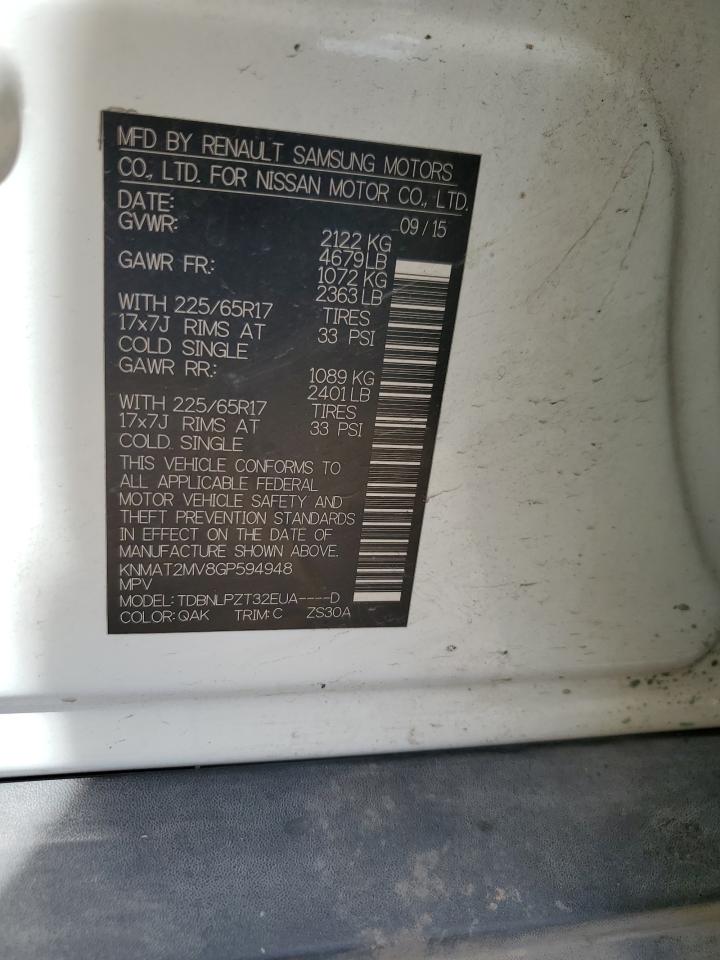 MFD BY RENAULT SAMSUNG MOTORS
CO., LTD. FOR NISSAN MOTOR CO., LTD.
DATE: 09/15
GVWR: 2122 KG
4679LB
GAWR FR.: 1072 KG
2363 LB
WITH 225/65R17 TIRES
17x7J RIMS AT 33 PSI
COLD SINGLE
GAWR RR.: 1089 KG
2401 LB
WITH 225/65R17 TIRES
17x7J RIMS AT 33 PSI
COLD. SINGLE
THIS VEHICLE CONFORMS TO
ALL APPLICABLE FEDERAL
MOTOR VEHICLE SAFETY AND
THEFT PREVENTION STANDARDS
IN EFFECT ON THE DATE OF
MANUFACTURE SHOWN ABOVE.
KNMAT2MV8GP594948
MPV
MODEL: TDBNLPZT32EUA----D
COLOR: QAK TRIM: C ZS30A